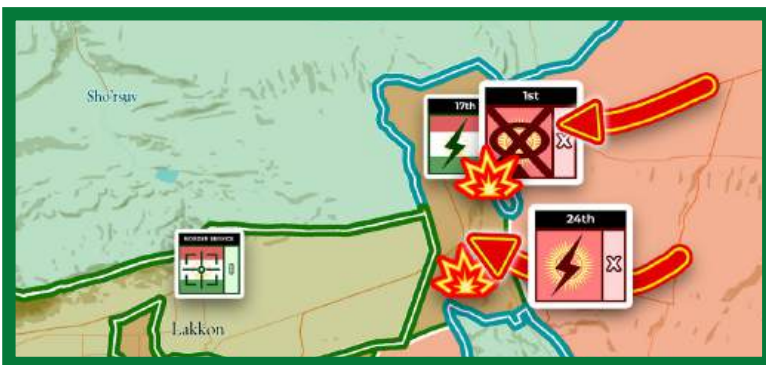 Sho'rsuv
17th
1st
X
24th
X
BORDER SERVICE
Lakkon